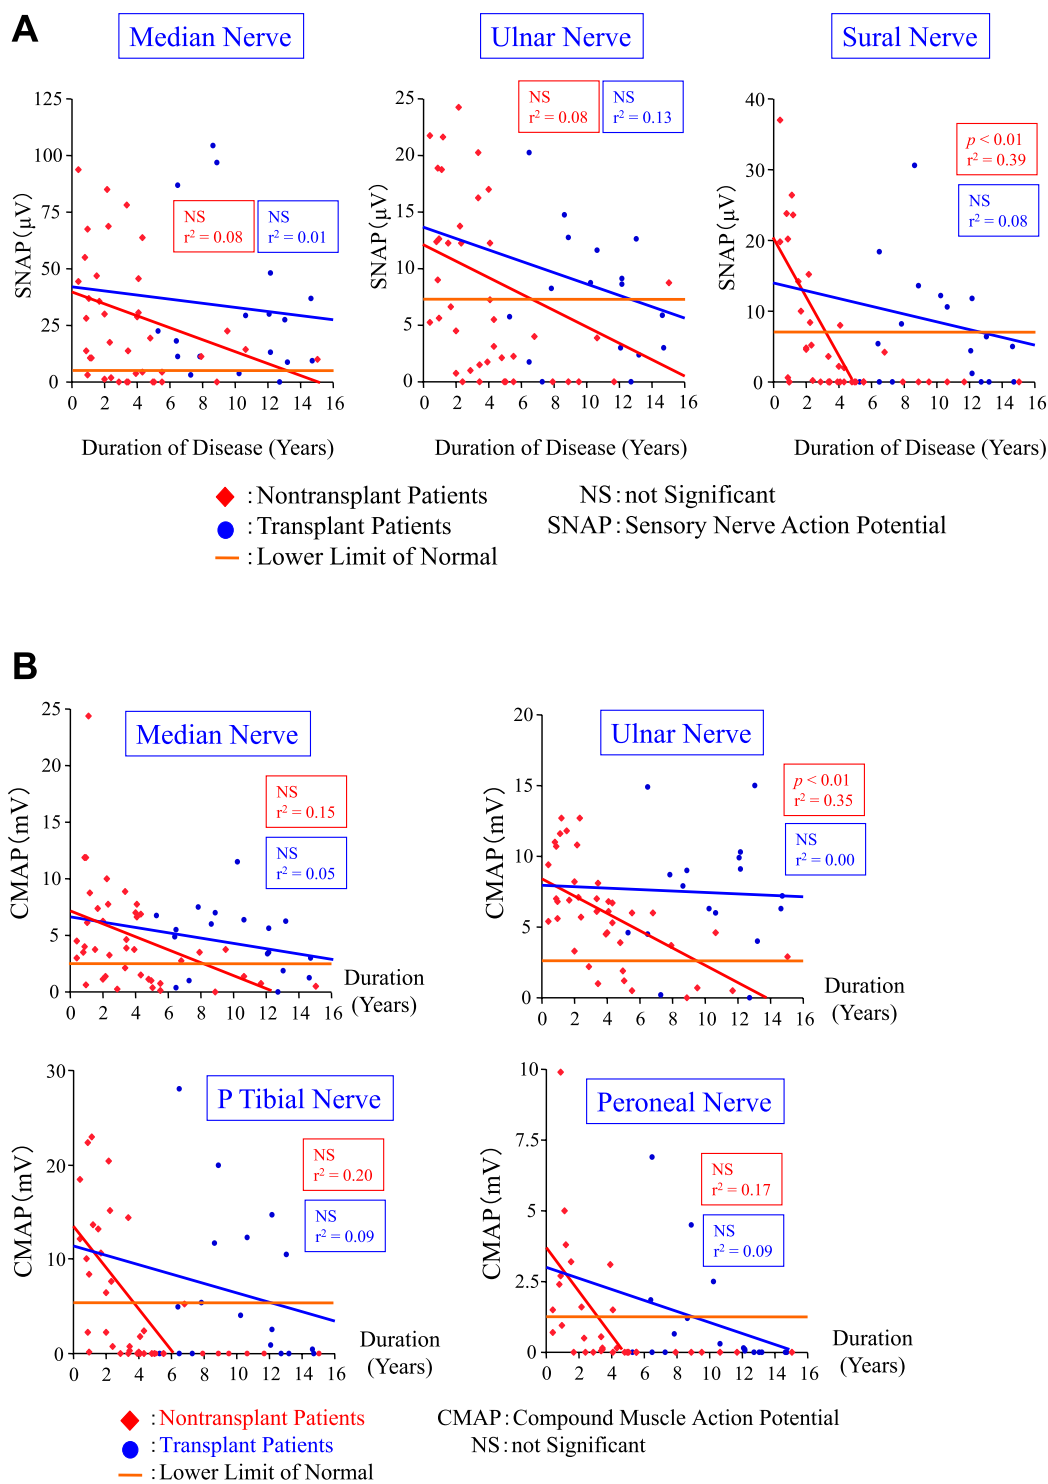 A
Median Nerve
Ulnar Nerve
Sural Nerve
SNAP (μV)
125
100
75
50
25
0
NS
r² = 0.08
NS
r² = 0.01
0 2 4 6 8 10 12 14 16
Duration of Disease (Years)
SNAP (μV)
25
20
15
10
5
0
NS
r² = 0.08
NS
r² = 0.13
0 2 4 6 8 10 12 14 16
Duration of Disease (Years)
SNAP (μV)
40
30
20
10
0
p < 0.01
r² = 0.39
NS
r² = 0.08
0 2 4 6 8 10 12 14 16
Duration of Disease (Years)
: Nontransplant Patients
: Transplant Patients
: Lower Limit of Normal
NS : not Significant
SNAP : Sensory Nerve Action Potential
B
Median Nerve
CMAP (mV)
25
20
15
10
5
0
NS
r² = 0.15
NS
r² = 0.05
0 2 4 6 8 10 12 14 16
Duration
(Years)
Ulnar Nerve
CMAP (mV)
20
15
10
5
0
p < 0.01
r² = 0.35
NS
r² = 0.00
0 2 4 6 8 10 12 14 16
Duration
(Years)
P Tibial Nerve
CMAP (mV)
30
20
10
0
NS
r² = 0.20
NS
r² = 0.09
0 2 4 6 8 10 12 14 16
Duration
(Years)
Peroneal Nerve
CMAP (mV)
10
7.5
5
2.5
0
NS
r² = 0.17
NS
r² = 0.09
0 2 4 6 8 10 12 14 16
Duration
(Years)
: Nontransplant Patients
: Transplant Patients
: Lower Limit of Normal
CMAP : Compound Muscle Action Potential
NS : not Significant